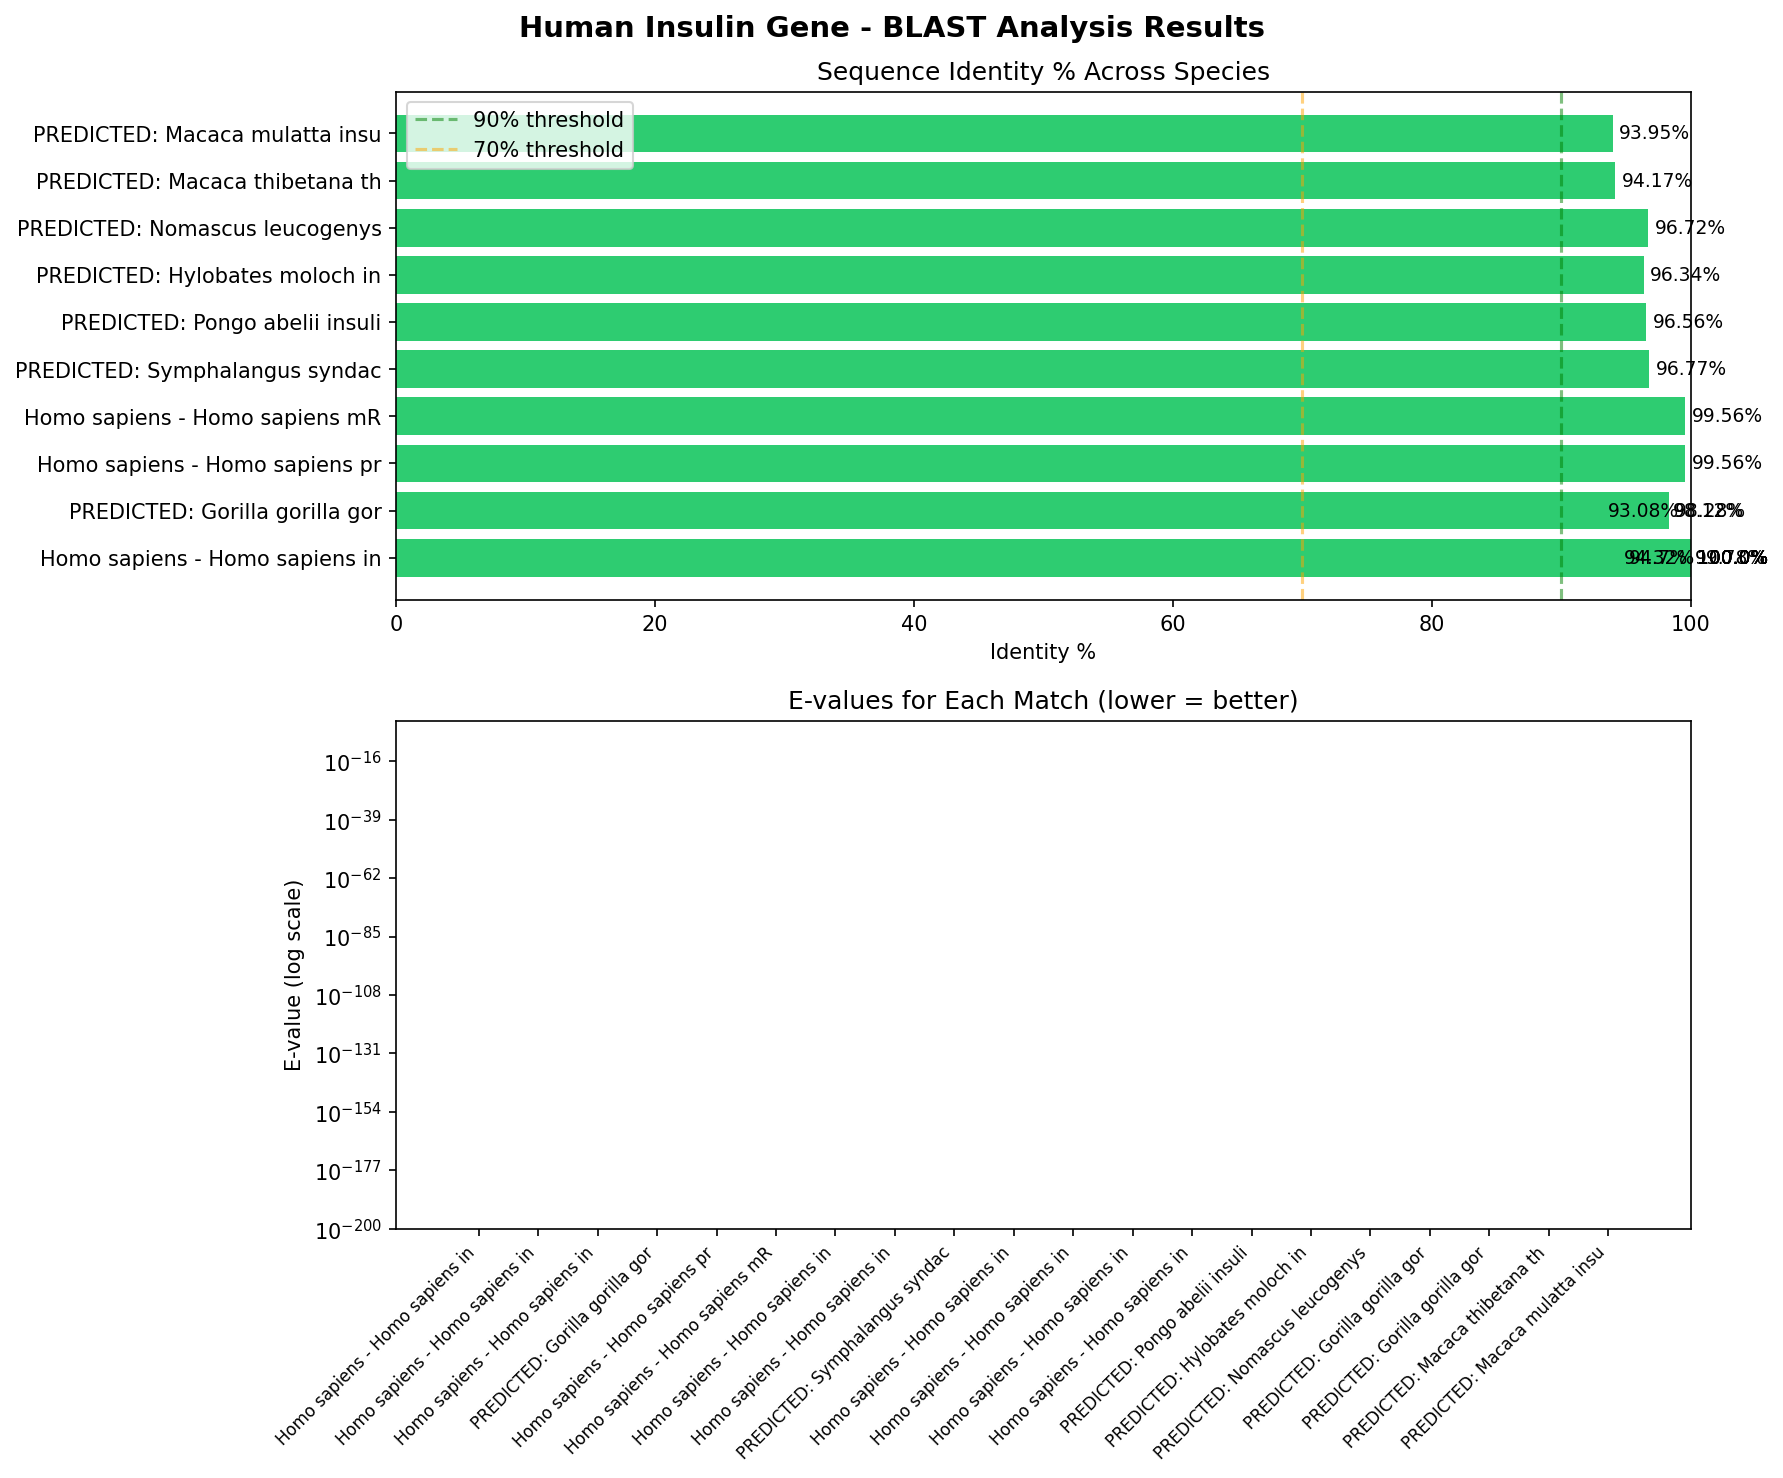 Human Insulin Gene - BLAST Analysis Results
Sequence Identity % Across Species
90% threshold
70% threshold
PREDICTED: Macaca mulatta insu
93.95%
PREDICTED: Macaca thibetana th
94.17%
PREDICTED: Nomascus leucogenys
96.72%
PREDICTED: Hylobates moloch in
96.34%
PREDICTED: Pongo abelii insuli
96.56%
PREDICTED: Symphalangus syndac
96.77%
Homo sapiens - Homo sapiens mR
99.56%
Homo sapiens - Homo sapiens pr
99.56%
PREDICTED: Gorilla gorilla gor
93.08%
Homo sapiens - Homo sapiens in
0 20 40 60 80 100
Identity %
E-values for Each Match (lower = better)
E-value (log scale)
10⁻¹⁶
10⁻³⁹
10⁻⁶²
10⁻⁸⁵
10⁻¹⁰⁸
10⁻¹³¹
10⁻¹⁵⁴
10⁻¹⁷⁷
10⁻²⁰⁰
Homo sapiens - Homo sapiens in
Homo sapiens - Homo sapiens in
Homo sapiens - Homo sapiens in
PREDICTED: Gorilla gorilla gor
Homo sapiens - Homo sapiens pr
Homo sapiens - Homo sapiens mR
Homo sapiens - Homo sapiens in
Homo sapiens - Homo sapiens in
PREDICTED: Symphalangus syndac
Homo sapiens - Homo sapiens in
Homo sapiens - Homo sapiens in
Homo sapiens - Homo sapiens in
Homo sapiens - Homo sapiens in
PREDICTED: Pongo abelii insuli
PREDICTED: Hylobates moloch in
PREDICTED: Nomascus leucogenys
PREDICTED: Gorilla gorilla gor
PREDICTED: Gorilla gorilla gor
PREDICTED: Macaca thibetana th
PREDICTED: Macaca mulatta insu